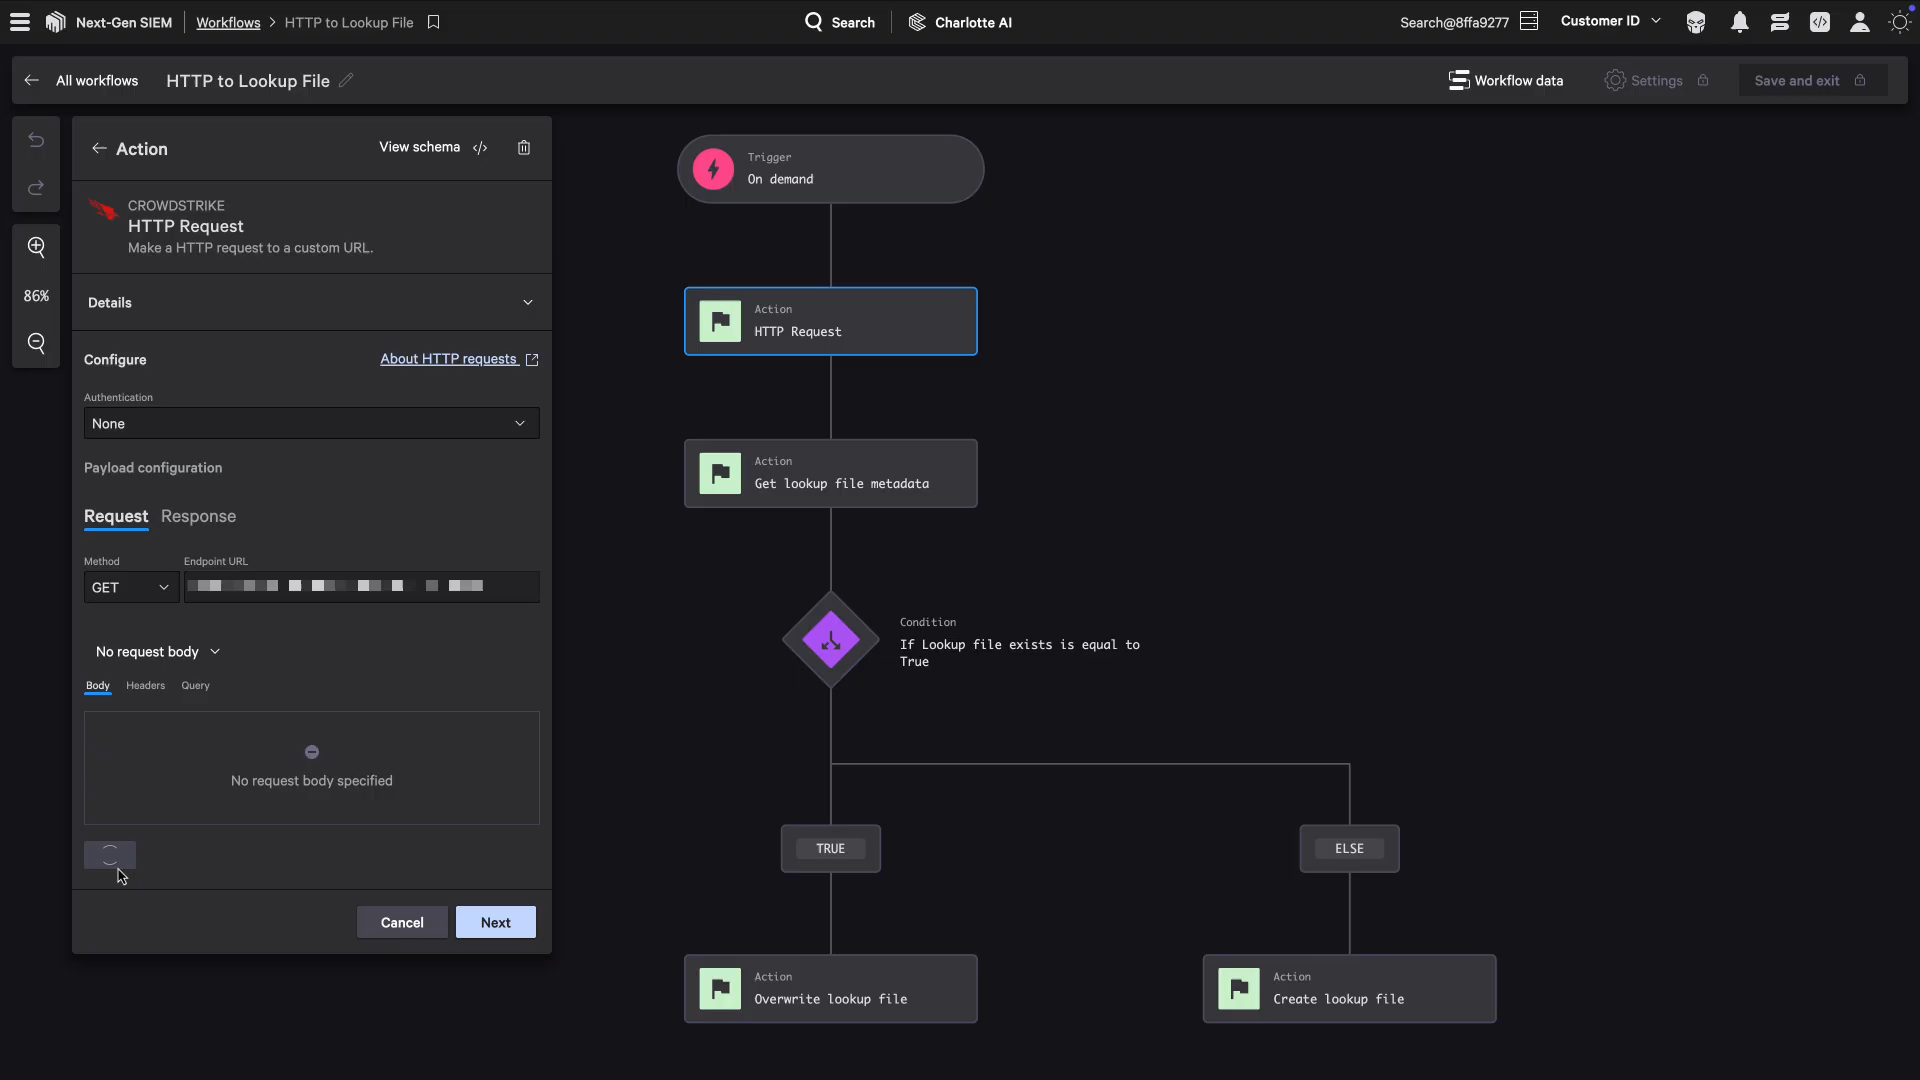 Next-Gen SIEM
Workflows
HTTP to Lookup File
Search
Charlotte AI
Search@8ffa9277
Customer ID
All workflows
HTTP to Lookup File
Workflow data
Settings
Save and exit
86%
Action
View schema
CROWDSTRIKE
HTTP Request
Make a HTTP request to a custom URL.
Details
Configure
About HTTP requests
Authentication
None
Payload configuration
Request
Response
Method
Endpoint URL
GET
No request body
Body
Headers
Query
No request body specified
Cancel
Next
Trigger
On demand
Action
HTTP Request
Action
Get lookup file metadata
Condition
If Lookup file exists is equal to
True
TRUE
ELSE
Action
Overwrite lookup file
Action
Create lookup file